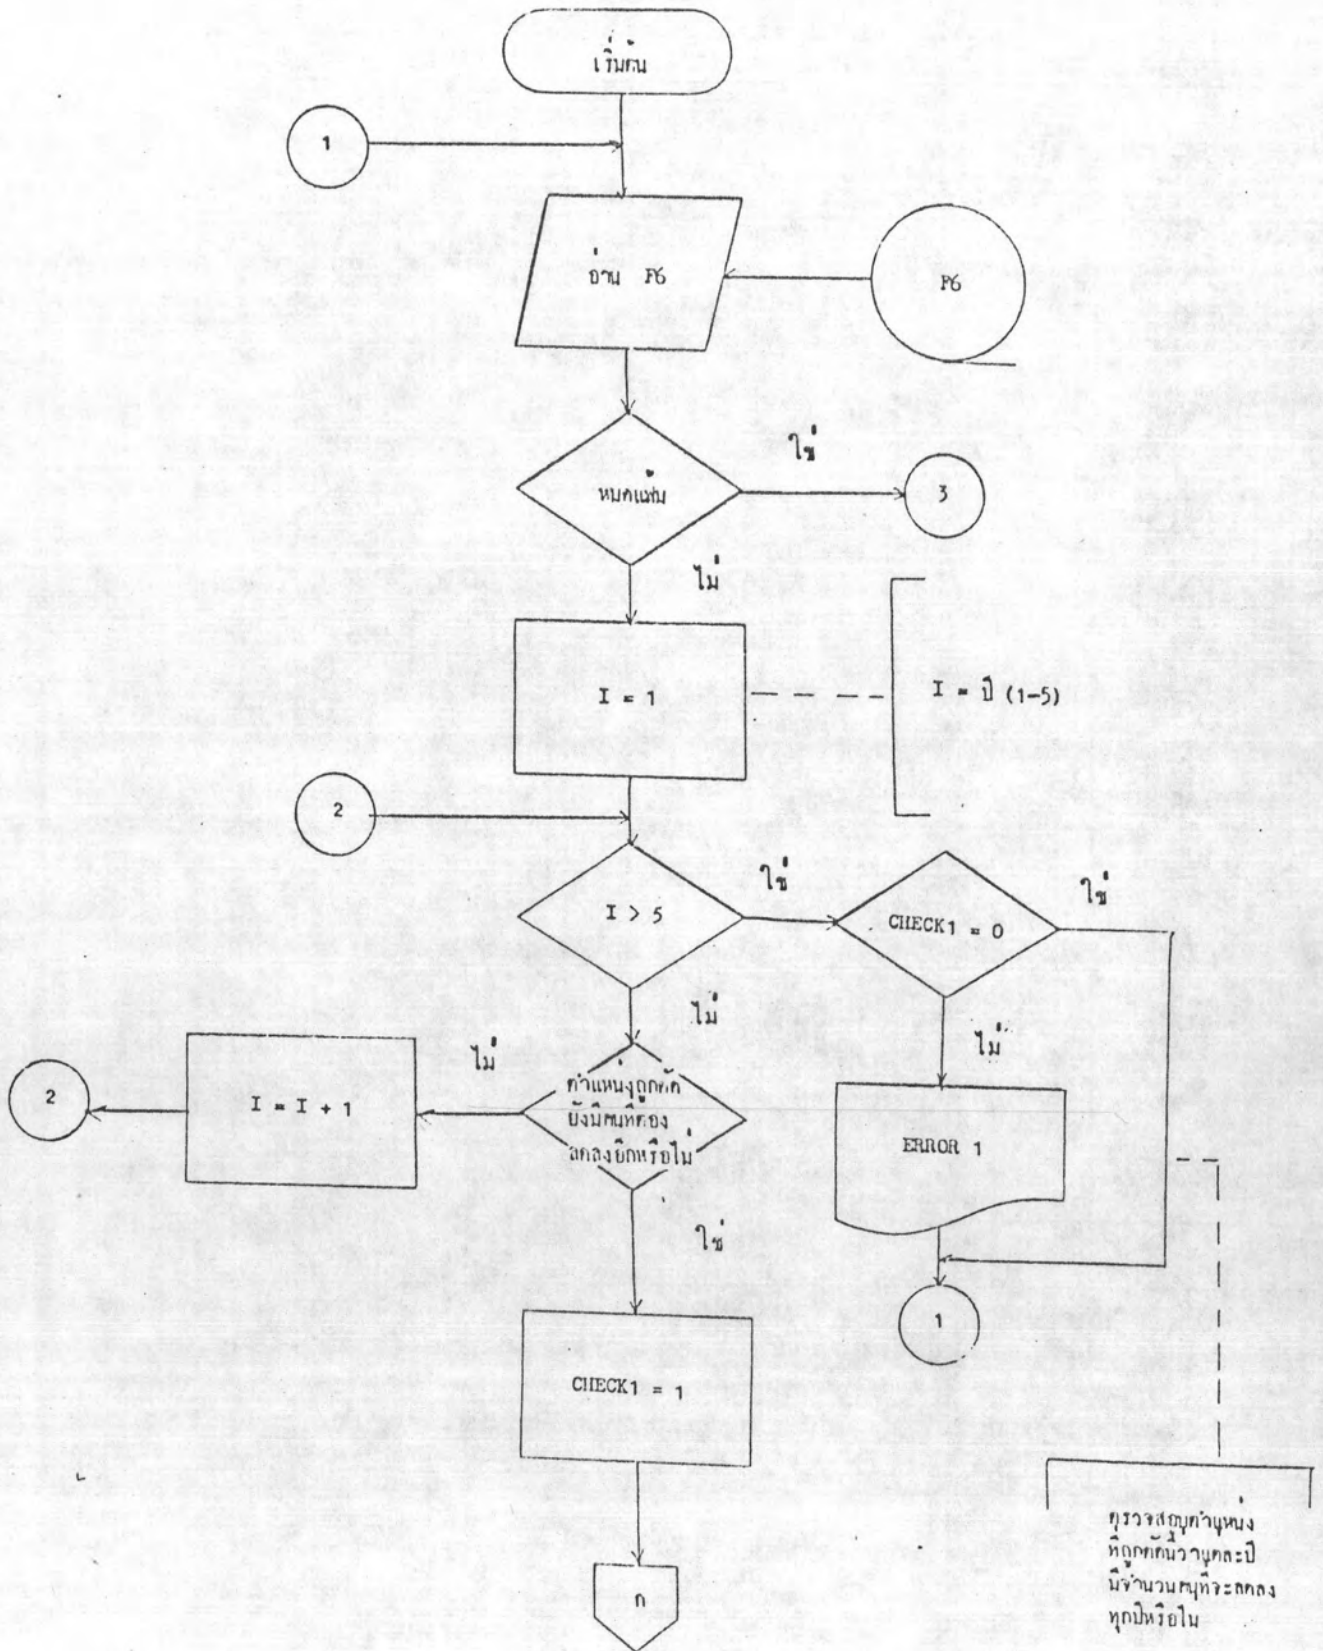 เริ่มต้น
1
อ่าน F6
F6
ใช่
หมดแฟ้ม
3
ไม่
I = 1
I = ปี (1-5)
2
ใช่
ใช่
I > 5
CHECK1 = 0
ไม่
ไม่
ไม่
2
I = I + 1
ตำแหน่งถูกตัด
ยังมีคนที่ต้อง
ลดลงอีกหรือไม่
ERROR 1
ใช่
1
CHECK1 = 1
ตรวจสอบตำแหน่ง
ที่ถูกตัดนี้ว่าแต่ละปี
มีจำนวนคนที่จะลดลง
ทุกปีหรือไม่
ก